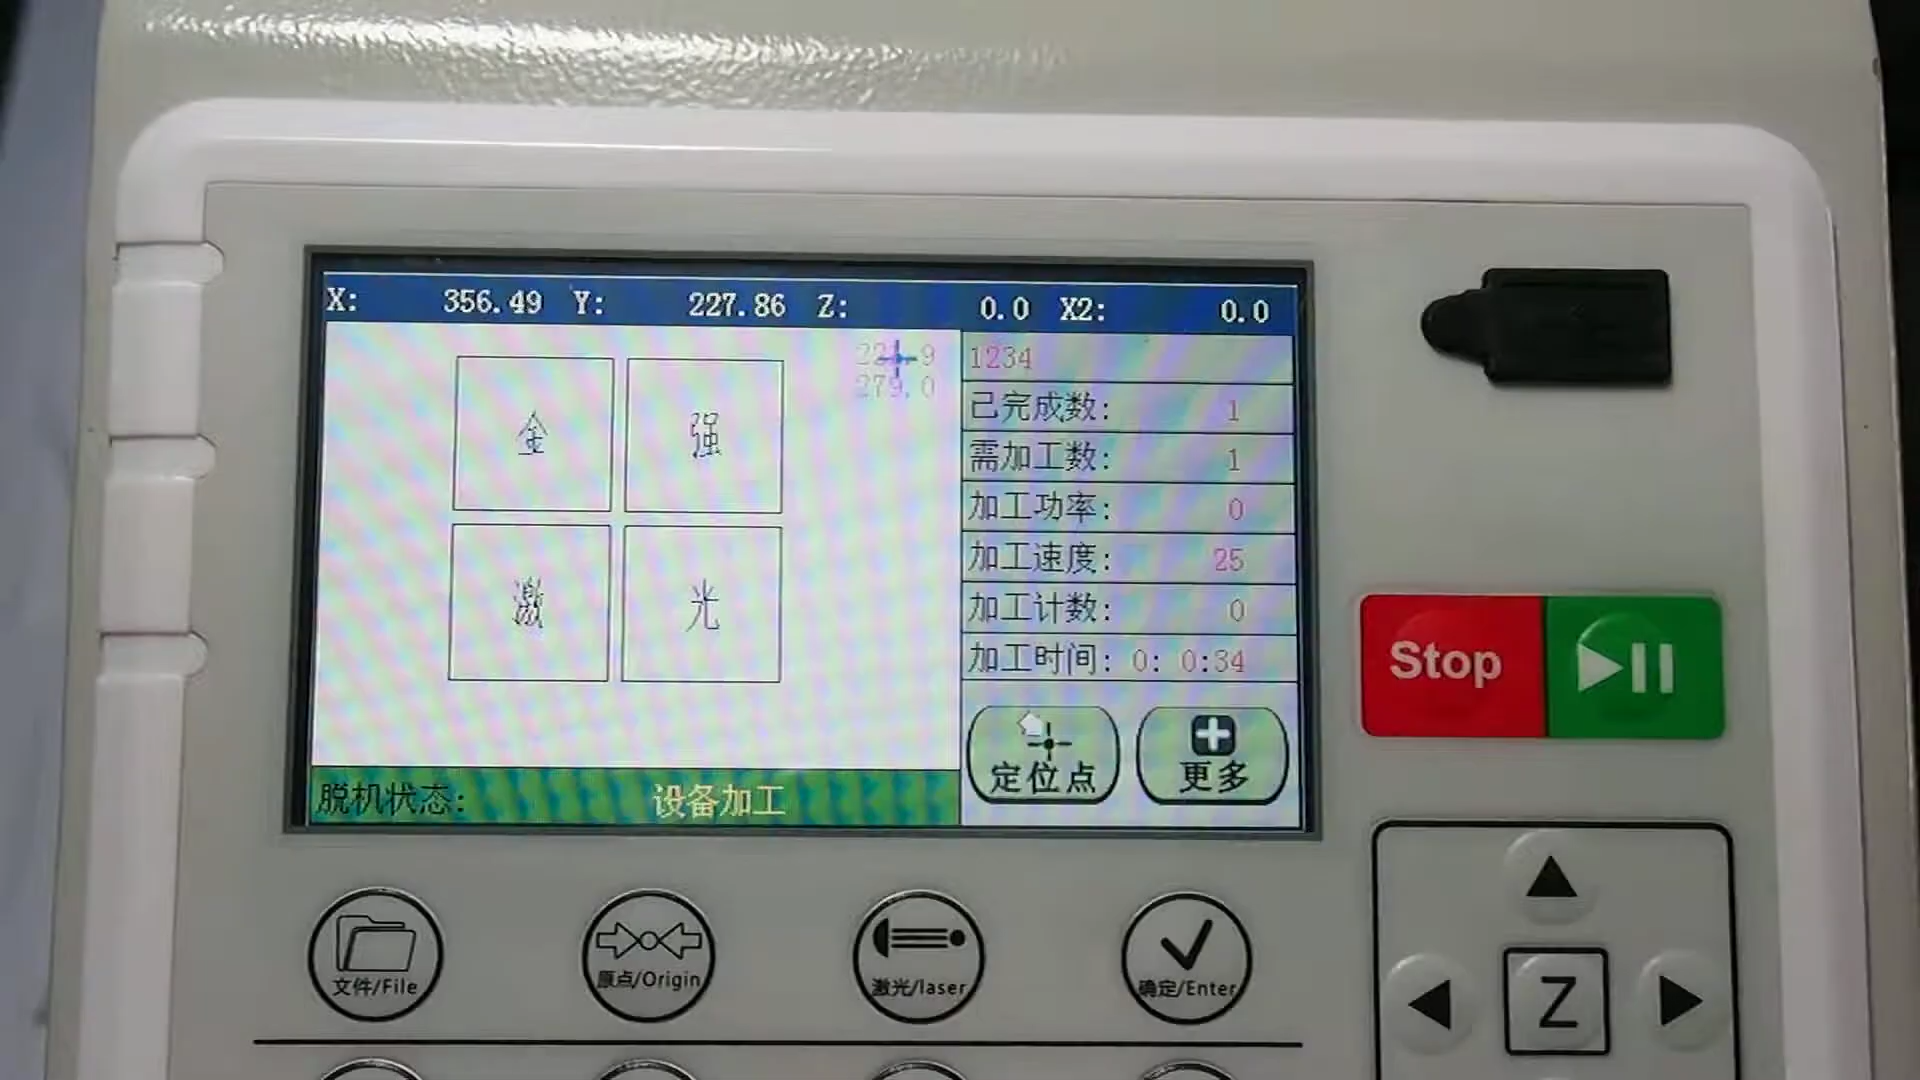 X: 356.49 Y: 227.86 Z: 0.0 X2: 0.0
279.0
金 强
激 光
1234
已完成数: 1
需加工数: 1
加工功率: 0
加工速度: 25
加工计数: 0
加工时间: 0: 0:34
定位点 更多
脱机状态: 设备加工
Stop
文件/File 原点/Origin 激光/laser 确定/Enter
Z